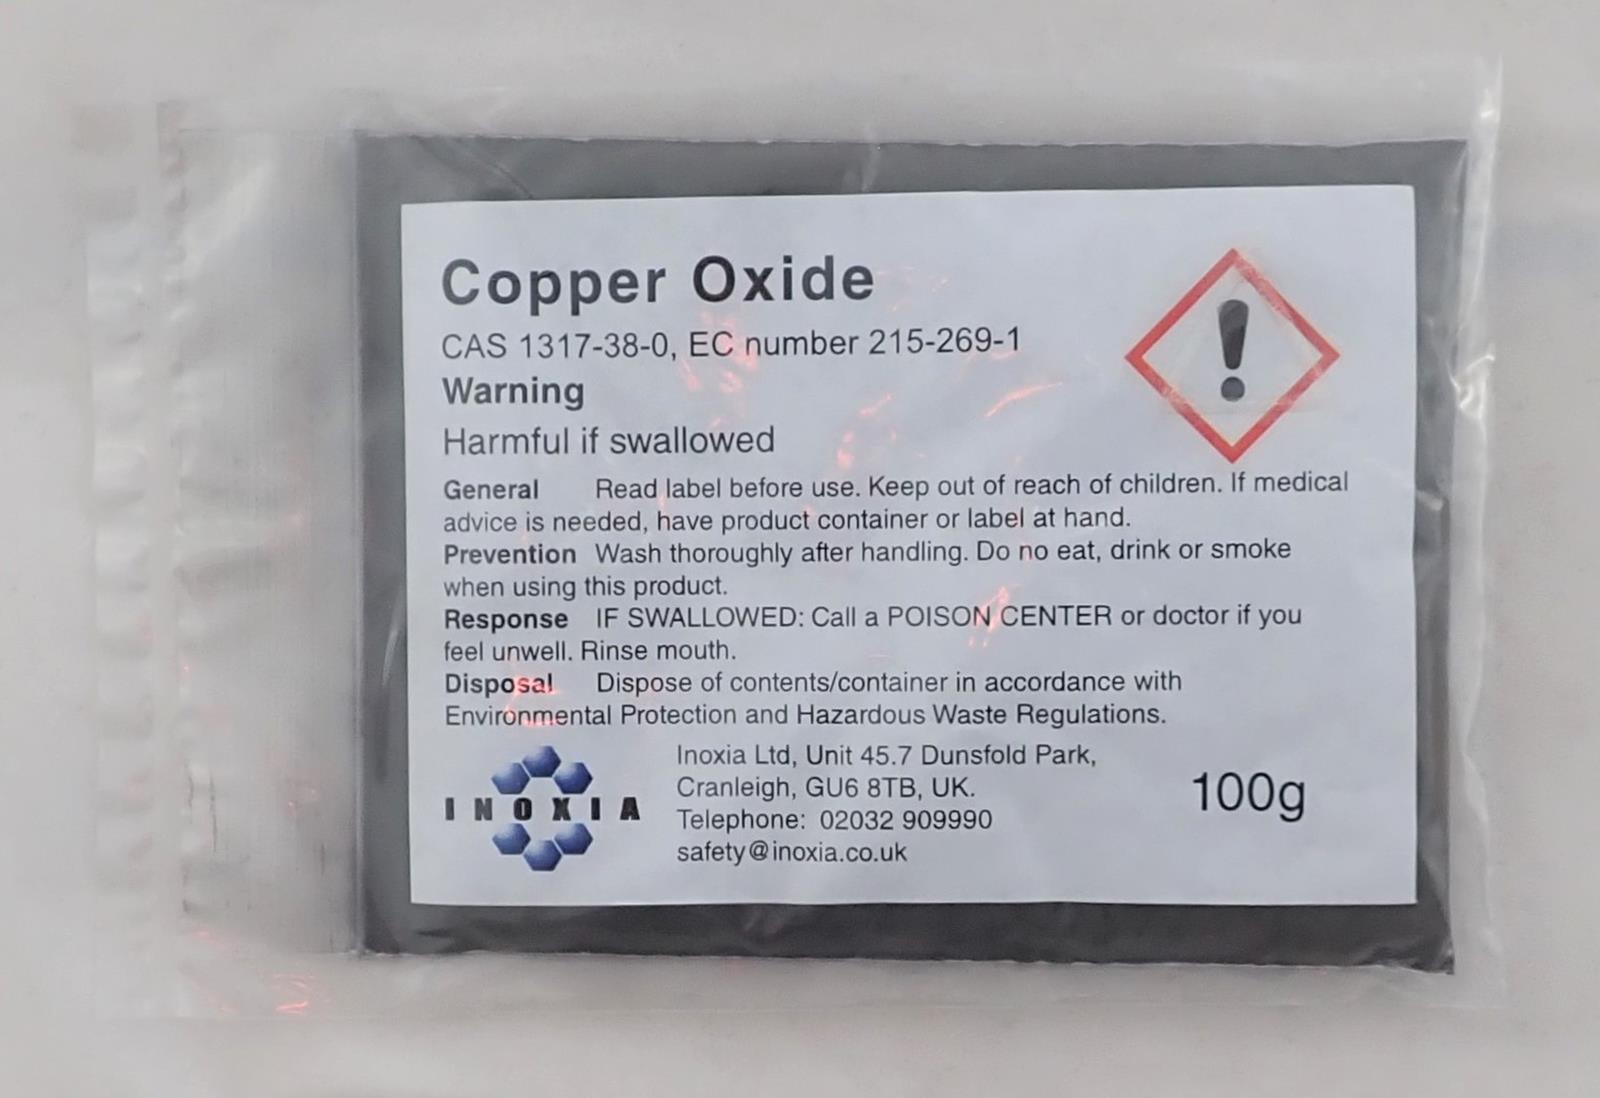 Copper Oxide
CAS 1317-38-0, EC number 215-269-1
Warning
Harmful if swallowed
General Read label before use. Keep out of reach of children. If medical
advice is needed, have product container or label at hand.
Prevention Wash thoroughly after handling. Do no eat, drink or smoke
when using this product.
Response IF SWALLOWED: Call a POISON CENTER or doctor if you
feel unwell. Rinse mouth.
Disposal Dispose of contents/container in accordance with
Environmental Protection and Hazardous Waste Regulations.
INOXIA
Inoxia Ltd, Unit 45.7 Dunsfold Park,
Cranleigh, GU6 8TB, UK.
Telephone: 02032 909990
safety@inoxia.co.uk
100g